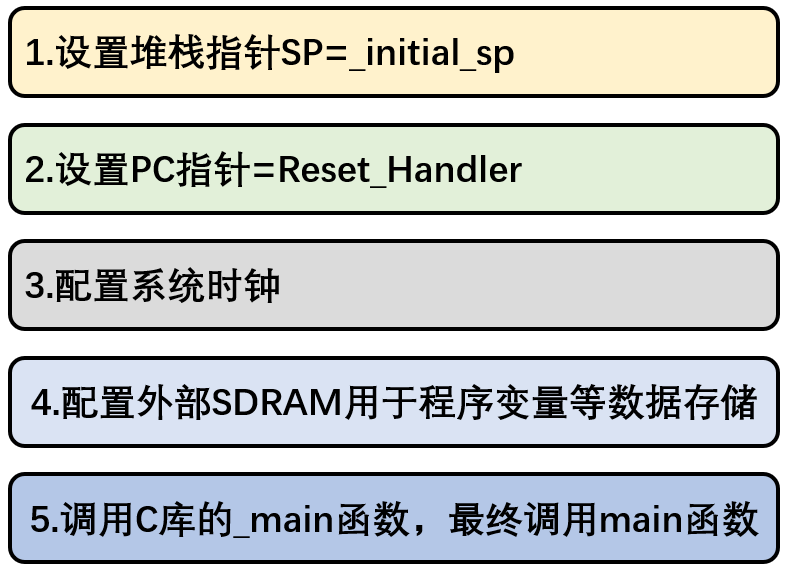 1.设置堆栈指针SP=_initial_sp
2.设置PC指针=Reset_Handler
3.配置系统时钟
4.配置外部SDRAM用于程序变量等数据存储
5.调用C库的_main函数，最终调用main函数